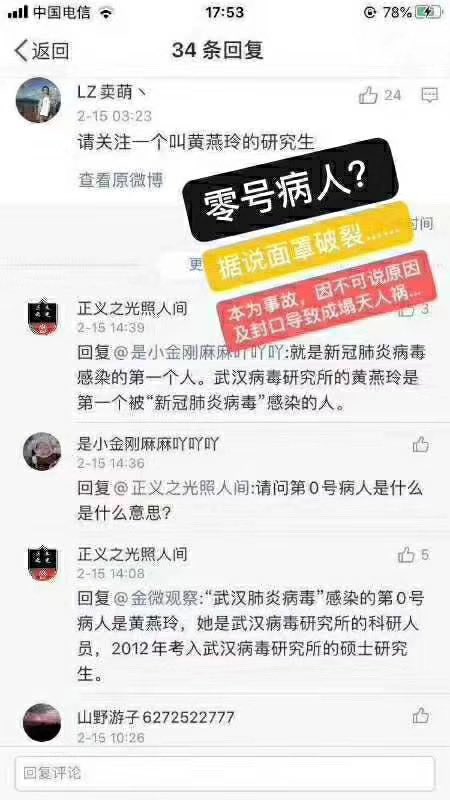 中国电信
17:53
78%
返回
34 条回复
LZ卖萌丶
24
2-15 03:23
请关注一个叫黄燕玲的研究生
查看原微博
零号病人?
时间
据说面罩破裂……
更
本为事故，因不可说原因
及封口导致成塌天人祸...
正义之光照人间
3
2-15 14:39
回复@是小金刚麻麻吖吖吖:就是新冠肺炎病毒
感染的第一个人。武汉病毒研究所的黄燕玲是
第一个被“新冠肺炎病毒”感染的人。
是小金刚麻麻吖吖吖
2-15 14:36
回复@正义之光照人间:请问第0号病人是什么
是什么意思?
正义之光照人间
5
2-15 14:08
回复@金微观察:“武汉肺炎病毒”感染的第0号
病人是黄燕玲，她是武汉病毒研究所的科研人
员，2012年考入武汉病毒研究所的硕士研究
生。
山野游子6272522777
2-15 10:26
回复评论